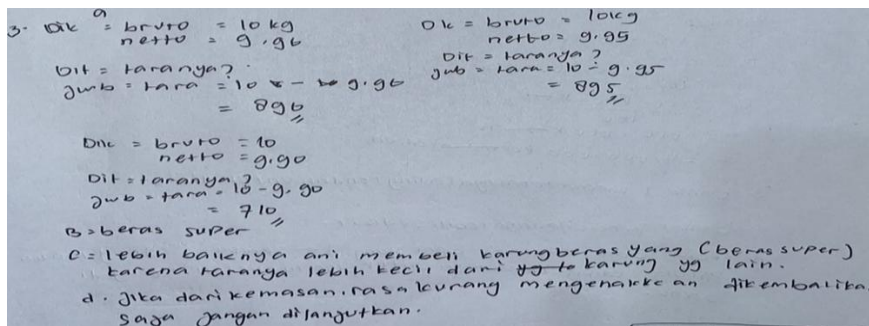 3. Dik a = bruto = 10 kg
netto = 9.96
Dit = taranya?
jwb = tara = 10 - 9.96
= 896
Dik = bruto = 10kg
netto = 9.95
Dit = taranya?
jwb = tara = 10 - 9.95
= 895
Dik = bruto = 10
netto = 9.90
Dit = taranya?
jwb = tara = 10 - 9.90
= 710
B = beras super
C = lebih baiknya ani membeli karung beras yang (beras super)
karena taranya lebih kecil dari karung yg lain.
d. Jika dari kemasan, rasa kurang mengenakkan dikembalika
saja jangan dilanjutkan.